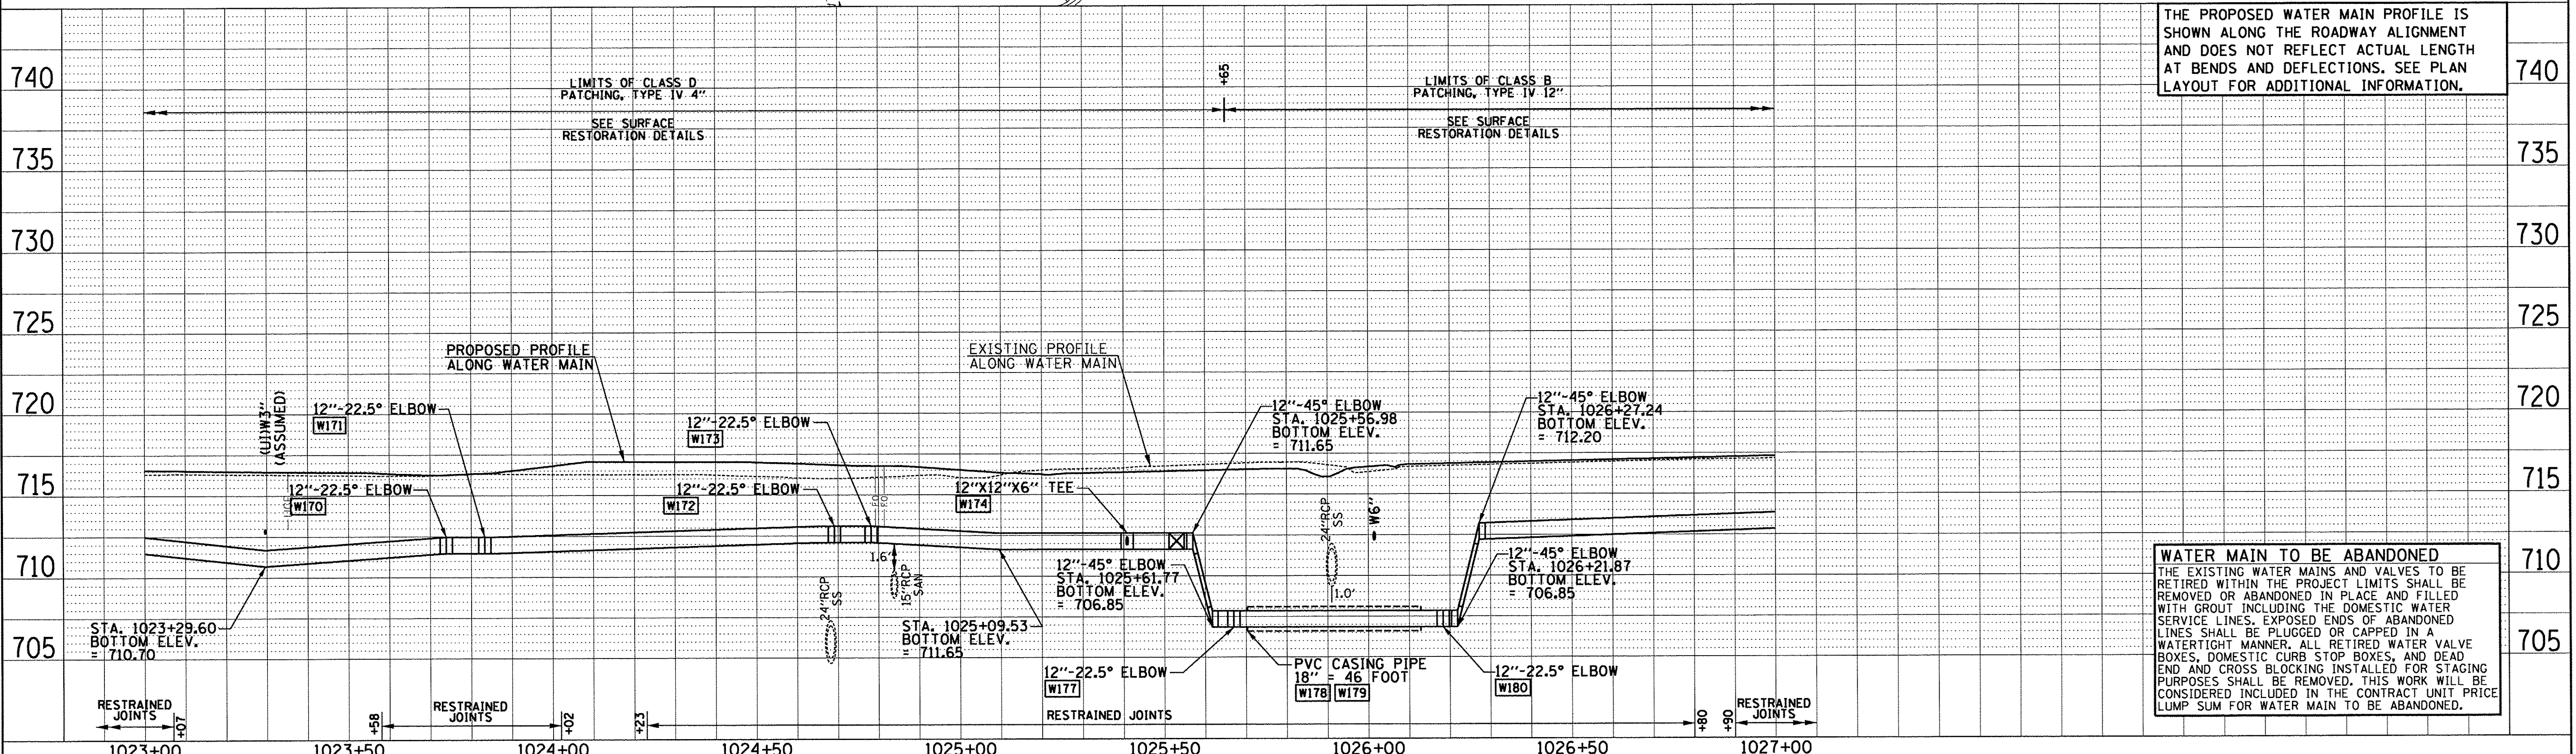 THE PROPOSED WATER MAIN PROFILE IS
SHOWN ALONG THE ROADWAY ALIGNMENT
AND DOES NOT REFLECT ACTUAL LENGTH
AT BENDS AND DEFLECTIONS. SEE PLAN
LAYOUT FOR ADDITIONAL INFORMATION.
740
LIMITS OF CLASS D
PATCHING, TYPE IV 4"
SEE SURFACE
RESTORATION DETAILS
+65
LIMITS OF CLASS B
PATCHING, TYPE IV 12"
SEE SURFACE
RESTORATION DETAILS
740
735
735
730
730
725
725
PROPOSED PROFILE
ALONG WATER MAIN
EXISTING PROFILE
ALONG WATER MAIN
720
720
(U)W3"
(ASSUMED)
12"-22.5° ELBOW
W171
12"-22.5° ELBOW
W173
12"-45° ELBOW
STA. 1025+56.98
BOTTOM ELEV.
= 711.65
12"-45° ELBOW
STA. 1026+27.24
BOTTOM ELEV.
= 712.20
715
715
12"-22.5° ELBOW
W170
12"-22.5° ELBOW
W172
FO
FO
12"X12"X6" TEE
W174
24"RCP
SS
W6"
710
710
1.6'
15"RCP
SAN
24"RCP
SS
12"-45° ELBOW
STA. 1025+61.77
BOTTOM ELEV.
= 706.85
1.0'
12"-45° ELBOW
STA. 1026+21.87
BOTTOM ELEV.
= 706.85
STA. 1023+29.60
BOTTOM ELEV.
= 710.70
STA. 1025+09.53
BOTTOM ELEV.
= 711.65
705
705
12"-22.5° ELBOW
W177
PVC CASING PIPE
18" = 46 FOOT
W178 W179
12"-22.5° ELBOW
W180
WATER MAIN TO BE ABANDONED
THE EXISTING WATER MAINS AND VALVES TO BE
RETIRED WITHIN THE PROJECT LIMITS SHALL BE
REMOVED OR ABANDONED IN PLACE AND FILLED
WITH GROUT INCLUDING THE DOMESTIC WATER
SERVICE LINES. EXPOSED ENDS OF ABANDONED
LINES SHALL BE PLUGGED OR CAPPED IN A
WATERTIGHT MANNER. ALL RETIRED WATER VALVE
BOXES, DOMESTIC CURB STOP BOXES, AND DEAD
END AND CROSS BLOCKING INSTALLED FOR STAGING
PURPOSES SHALL BE REMOVED. THIS WORK WILL BE
CONSIDERED INCLUDED IN THE CONTRACT UNIT PRICE
LUMP SUM FOR WATER MAIN TO BE ABANDONED.
RESTRAINED
JOINTS
+07
+58
RESTRAINED
JOINTS
+02
+23
RESTRAINED JOINTS
+80
+90
RESTRAINED
JOINTS
1023+00
1023+50
1024+00
1024+50
1025+00
1025+50
1026+00
1026+50
1027+00